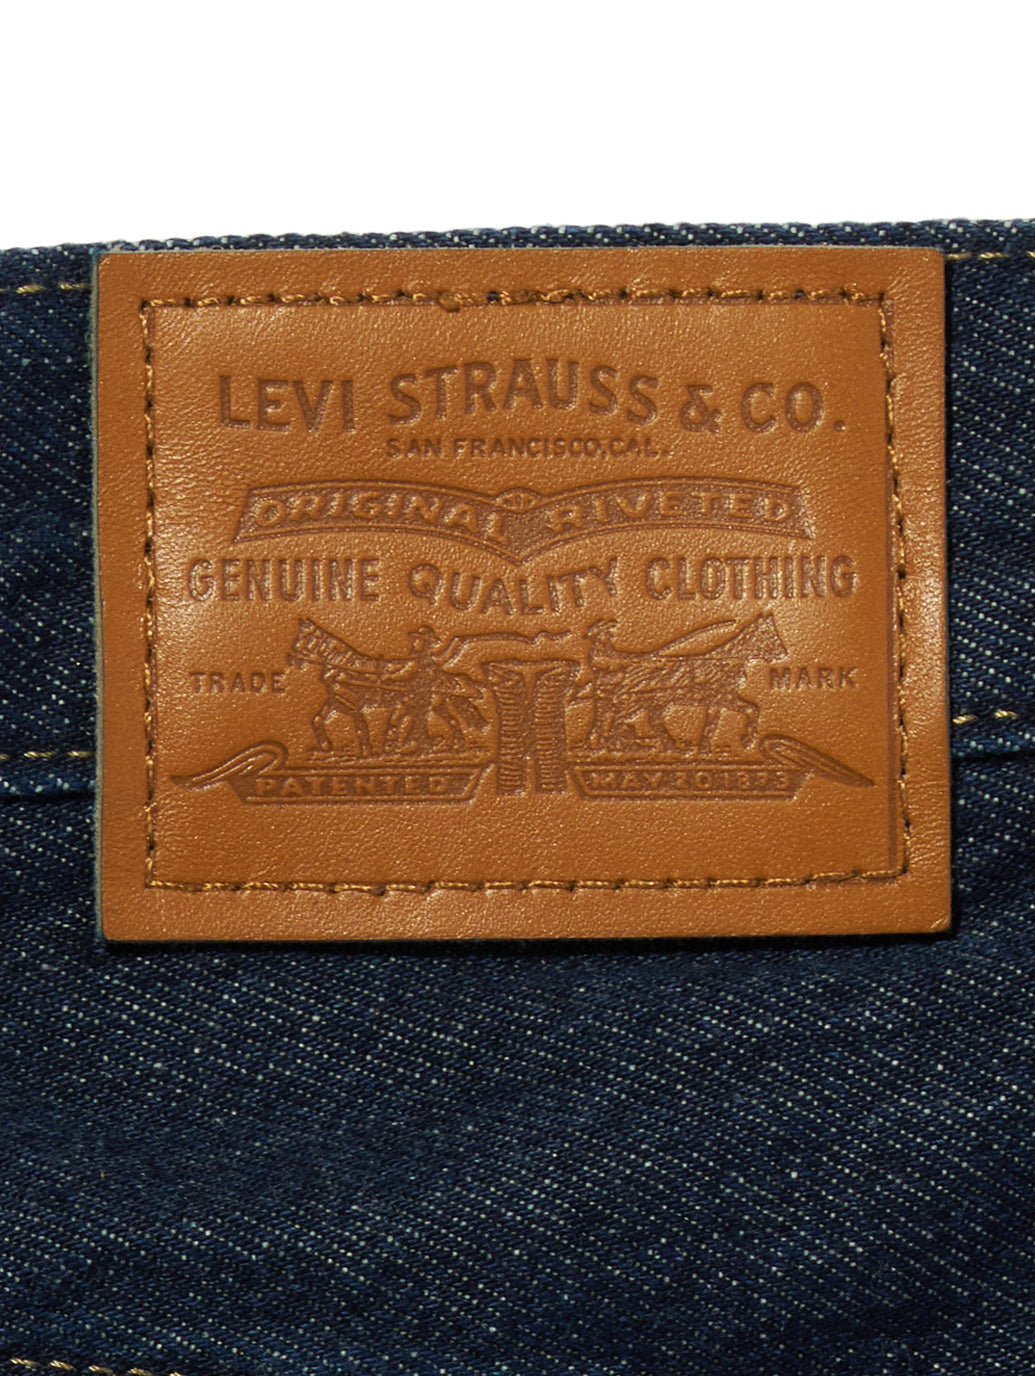 LEVI STRAUSS & CO.
SAN FRANCISCO, CAL.
ORIGINAL RIVETED
GENUINE QUALITY CLOTHING
TRADE MARK
PATENTED MAY 20 1873